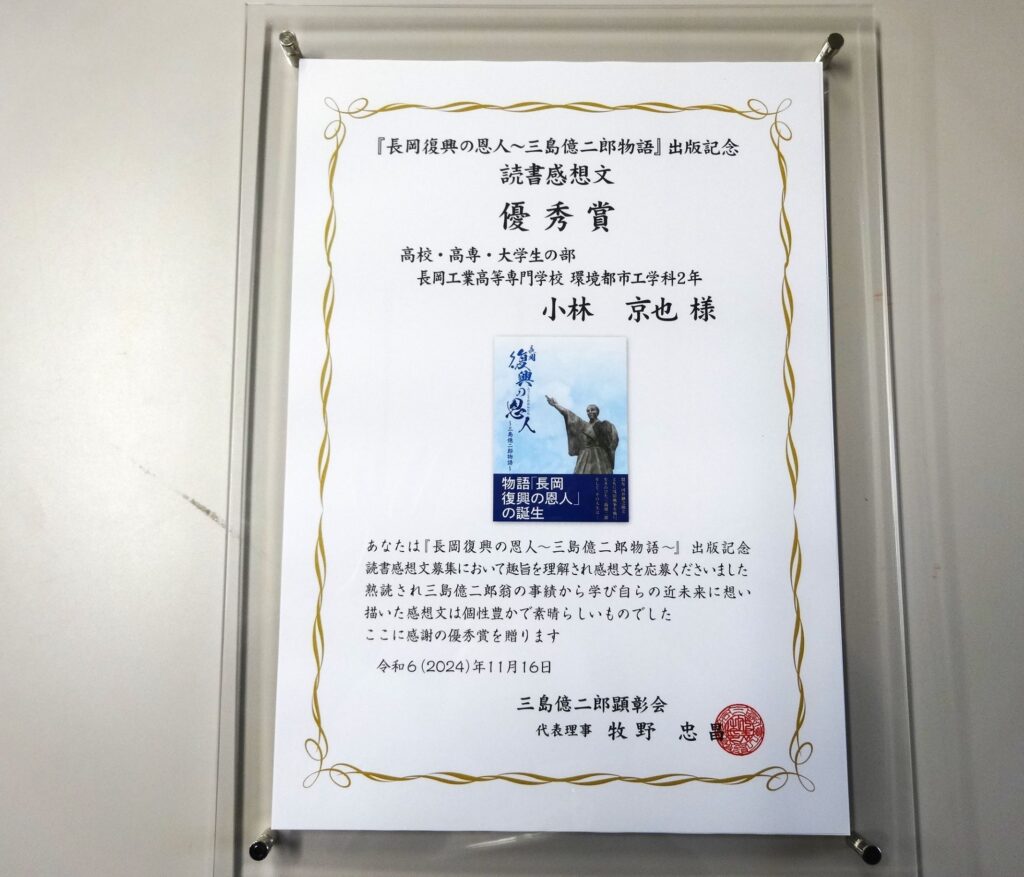 『長岡復興の恩人～三島億二郎物語』出版記念
読書感想文
優秀賞
高校・高専・大学生の部
長岡工業高等専門学校 環境都市工学科2年
小林 京也 様
長岡
復興の恩人
～三島億二郎物語～
物語「長岡
復興の恩人」
の誕生
あなたは『長岡復興の恩人～三島億二郎物語～』 出版記念
読書感想文募集において趣旨を理解され感想文を応募くださいました
熟読され三島億二郎翁の事績から学び自らの近未来に想い
描いた感想文は個性豊かで素晴らしいものでした
ここに感謝の優秀賞を贈ります
令和6(2024)年11月16日
三島億二郎顕彰会
代表理事 牧野 忠昌